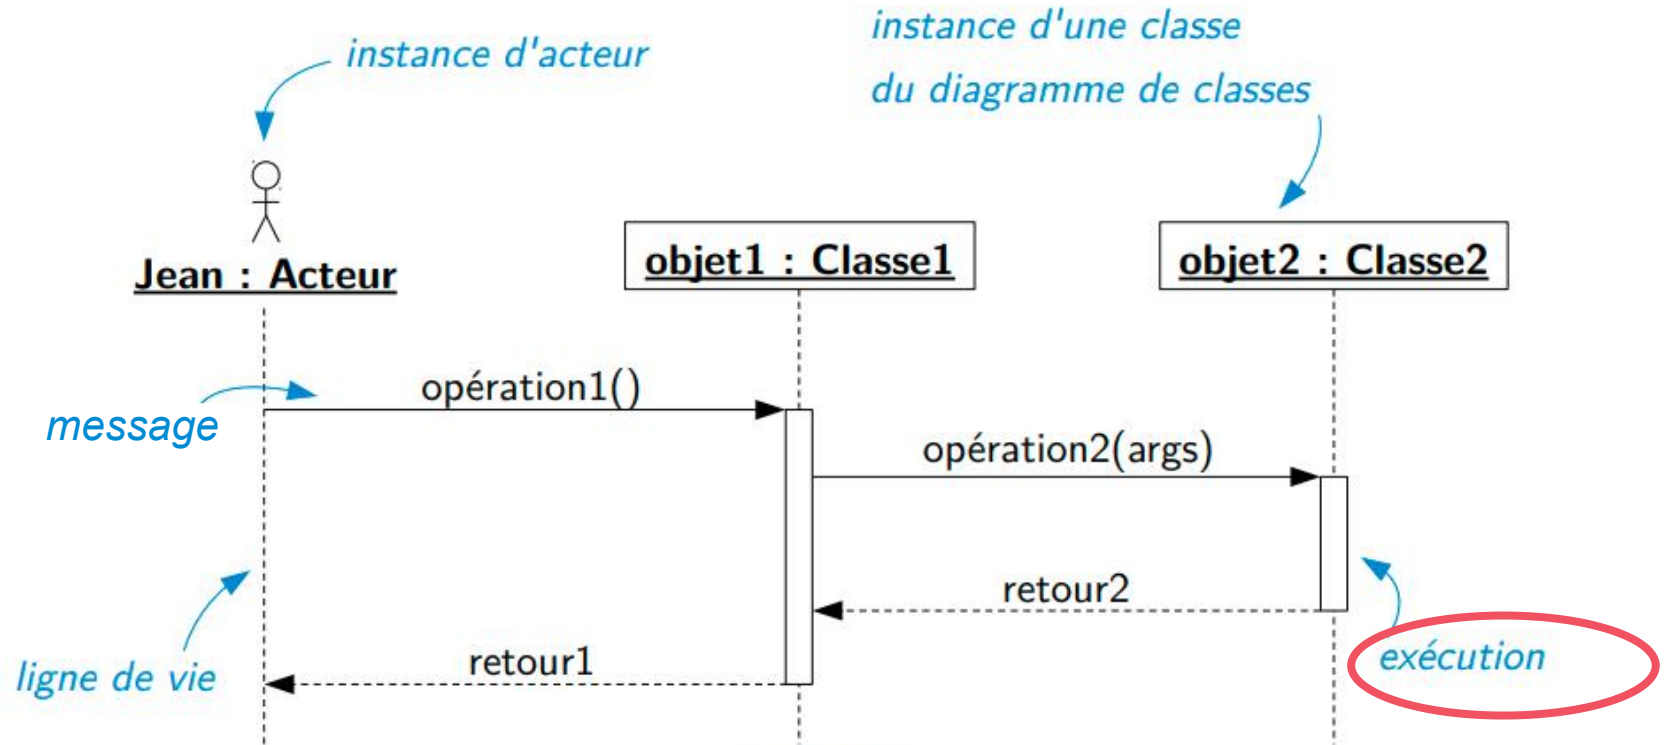 instance d'acteur
instance d'une classe
du diagramme de classes
Jean : Acteur
objet1 : Classe1
objet2 : Classe2
message
opération1()
opération2(args)
retour2
exécution
retour1
ligne de vie